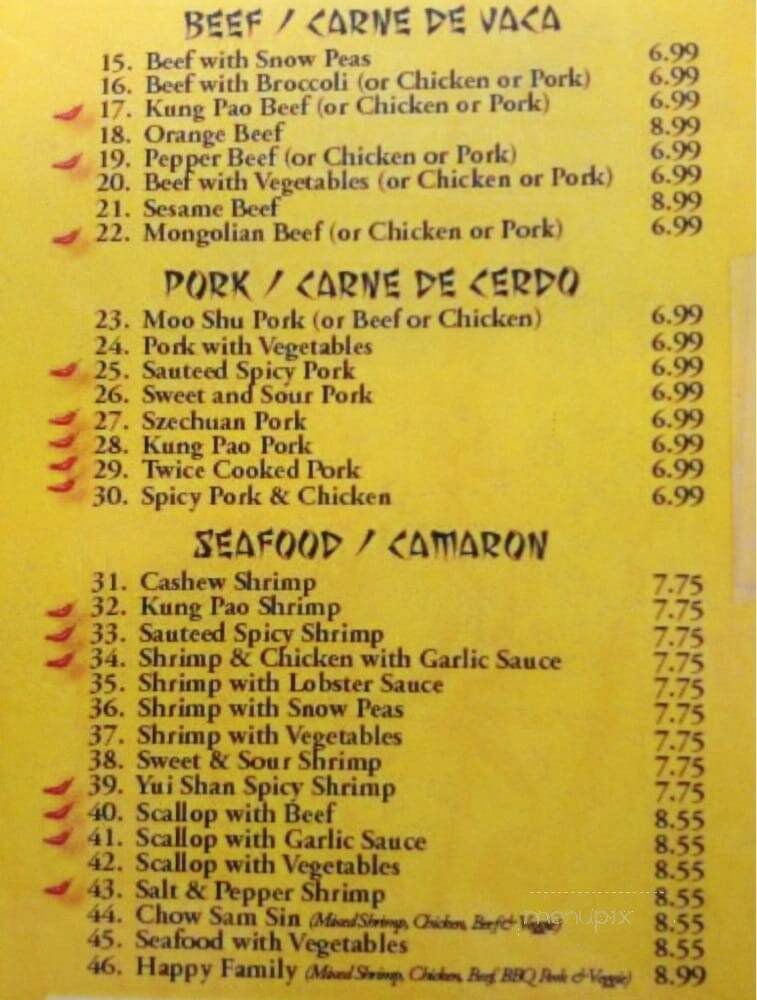 BEEF / CARNE DE VACA
15. Beef with Snow Peas 6.99
16. Beef with Broccoli (or Chicken or Pork) 6.99
17. Kung Pao Beef (or Chicken or Pork) 6.99
18. Orange Beef 8.99
19. Pepper Beef (or Chicken or Pork) 6.99
20. Beef with Vegetables (or Chicken or Pork) 6.99
21. Sesame Beef 8.99
22. Mongolian Beef (or Chicken or Pork) 6.99
PORK / CARNE DE CERDO
23. Moo Shu Pork (or Beef or Chicken) 6.99
24. Pork with Vegetables 6.99
25. Sauteed Spicy Pork 6.99
26. Sweet and Sour Pork 6.99
27. Szechuan Pork 6.99
28. Kung Pao Pork 6.99
29. Twice Cooked Pork 6.99
30. Spicy Pork & Chicken 6.99
SEAFOOD / CAMARON
31. Cashew Shrimp 7.75
32. Kung Pao Shrimp 7.75
33. Sauteed Spicy Shrimp 7.75
34. Shrimp & Chicken with Garlic Sauce 7.75
35. Shrimp with Lobster Sauce 7.75
36. Shrimp with Snow Peas 7.75
37. Shrimp with Vegetables 7.75
38. Sweet & Sour Shrimp 7.75
39. Yui Shan Spicy Shrimp 7.75
40. Scallop with Beef 8.55
41. Scallop with Garlic Sauce 8.55
42. Scallop with Vegetables 8.55
43. Salt & Pepper Shrimp 8.55
44. Chow Sam Sin (Mixed Shrimp, Chicken, Beef & Veggie) 8.55
menupix
45. Seafood with Vegetables 8.55
46. Happy Family (Mixed Shrimp, Chicken, Beef, BBQ Pork & Veggie) 8.99